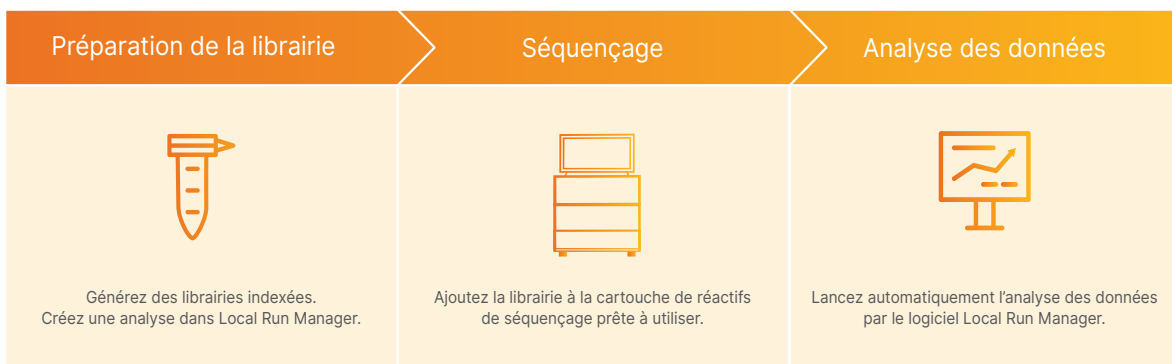 Préparation de la librairie
Séquençage
Analyse des données
Générez des librairies indexées.
Créez une analyse dans Local Run Manager.
Ajoutez la librairie à la cartouche de réactifs
de séquençage prête à utiliser.
Lancez automatiquement l’analyse des données
par le logiciel Local Run Manager.